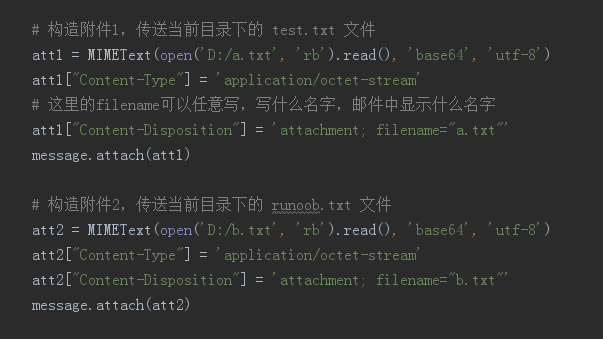 # 构造附件1，传送当前目录下的 test.txt 文件
att1 = MIMEText(open('D:/a.txt', 'rb').read(), 'base64', 'utf-8')
att1["Content-Type"] = 'application/octet-stream'
# 这里的filename可以任意写，写什么名字，邮件中显示什么名字
att1["Content-Disposition"] = 'attachment; filename="a.txt"'
message.attach(att1)
# 构造附件2，传送当前目录下的 runoob.txt 文件
att2 = MIMEText(open('D:/b.txt', 'rb').read(), 'base64', 'utf-8')
att2["Content-Type"] = 'application/octet-stream'
att2["Content-Disposition"] = 'attachment; filename="b.txt"'
message.attach(att2)